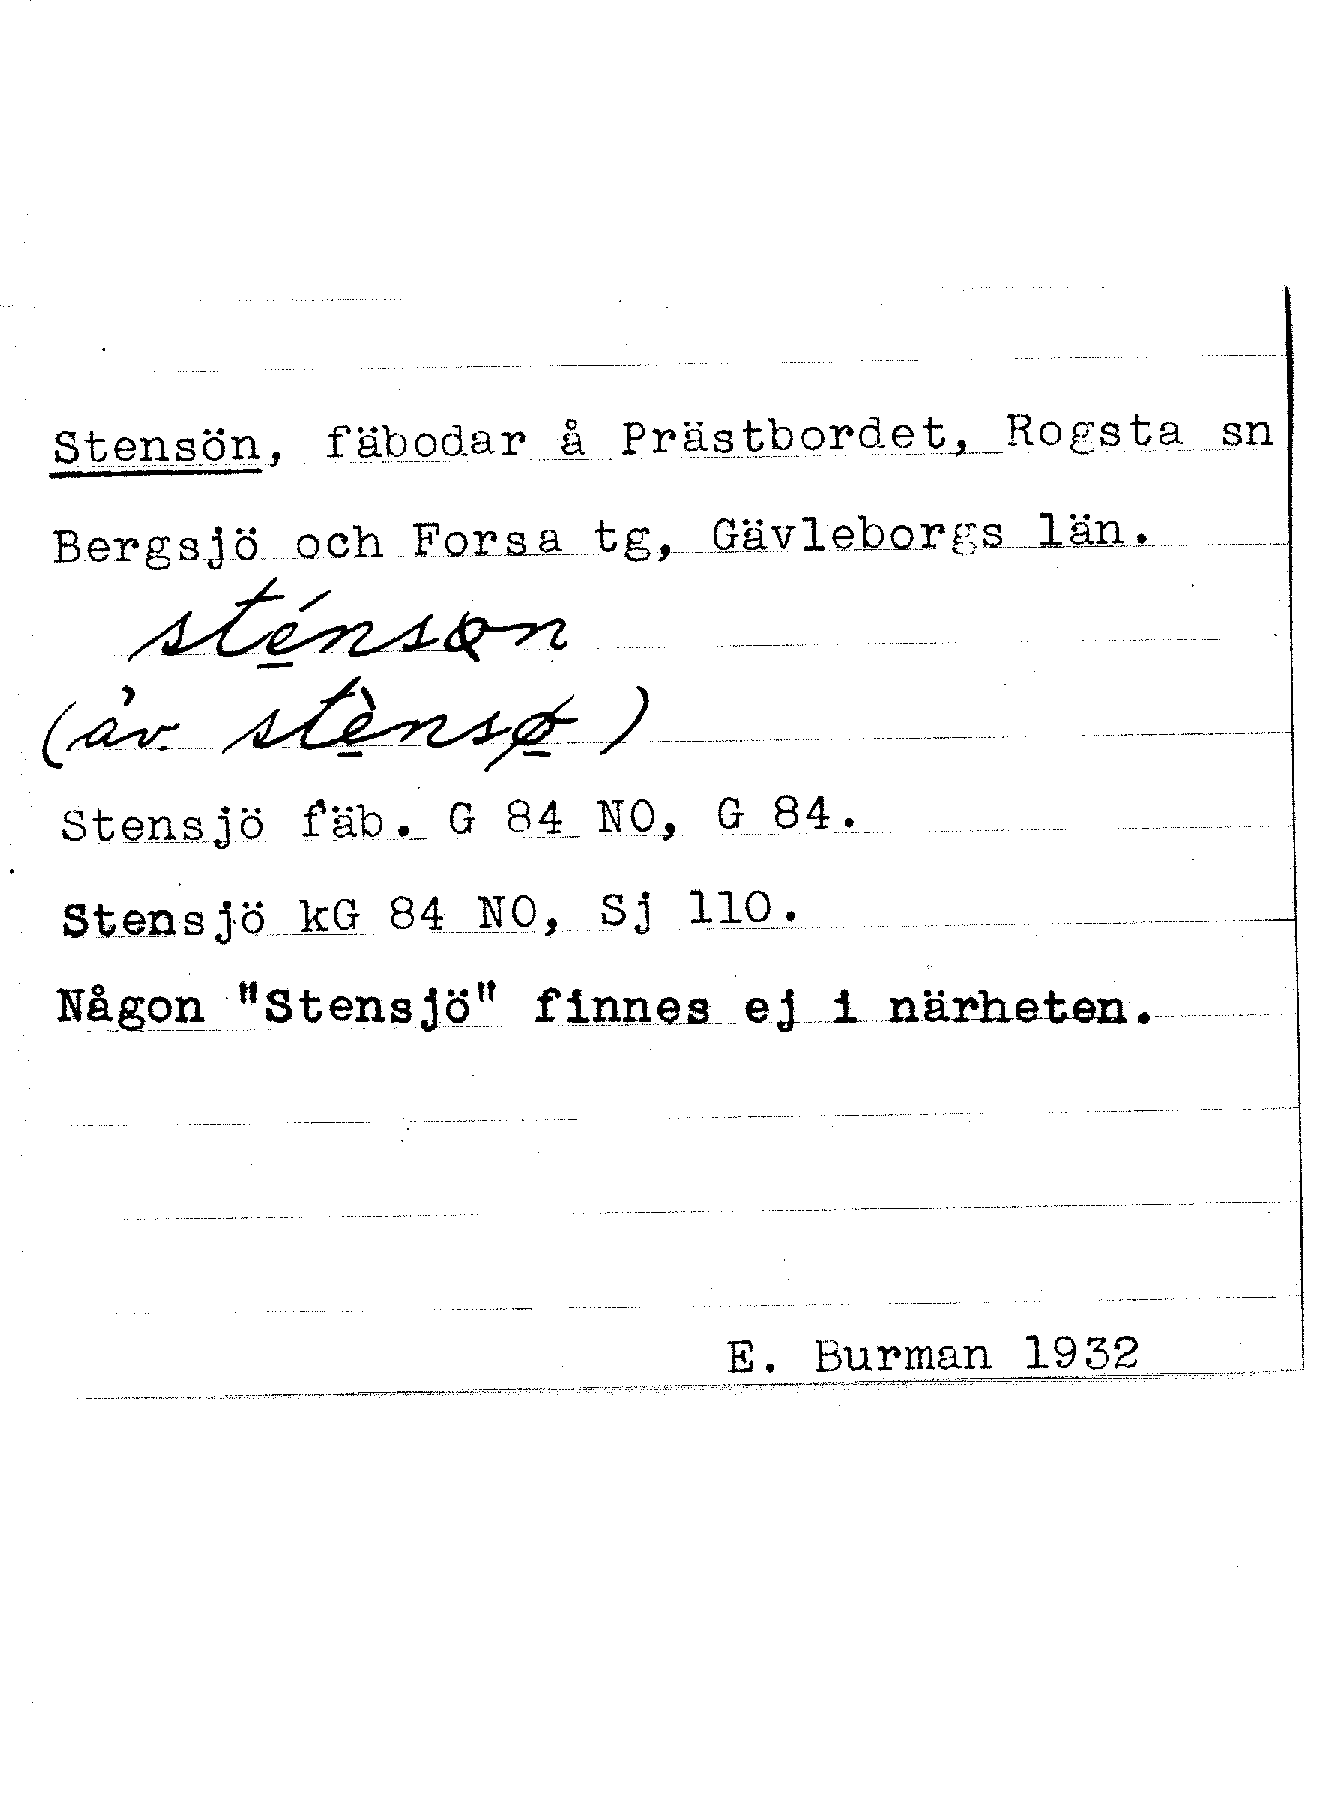 Stensön, fäbodar å Prästbordet, Rogsta sn
Bergsjö och Forsa tg, Gävleborgs län.
sténsøn
(äv. stènsø)
Stensjö fäb. G 84 NO, G 84.
Stensjö kG 84 NO, Sj 110.
Någon "Stensjö" finnes ej i närheten.
E. Burman 1932